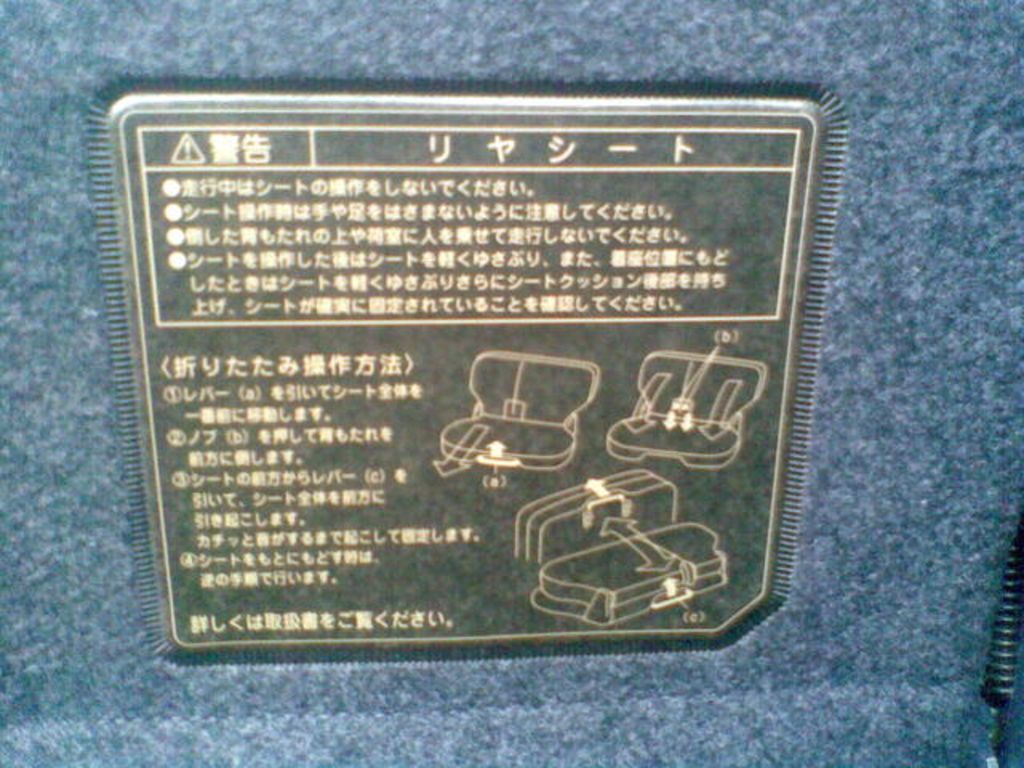 ⚠警告 リヤシート
●走行中はシートの操作をしないでください。
●シート操作時は手や足をはさまないように注意してください。
●倒した背もたれの上や荷室に人を乗せて走行しないでください。
●シートを操作した後はシートを軽くゆさぶり、また、着座位置にもど
したときはシートを軽くゆさぶりさらにシートクッション後部を持ち
上げ、シートが確実に固定されていることを確認してください。
〈折りたたみ操作方法〉
①レバー(a)を引いてシート全体を
一番前に移動します。
②ノブ(b)を押して背もたれを
前方に倒します。
③シートの前方からレバー(c)を
引いて、シート全体を前方に
引き起こします。
カチッと音がするまで起こして固定します。
④シートをもとにもどす時は、
逆の手順で行います。
詳しくは取扱書をご覧ください。
(a)
(b)
(c)